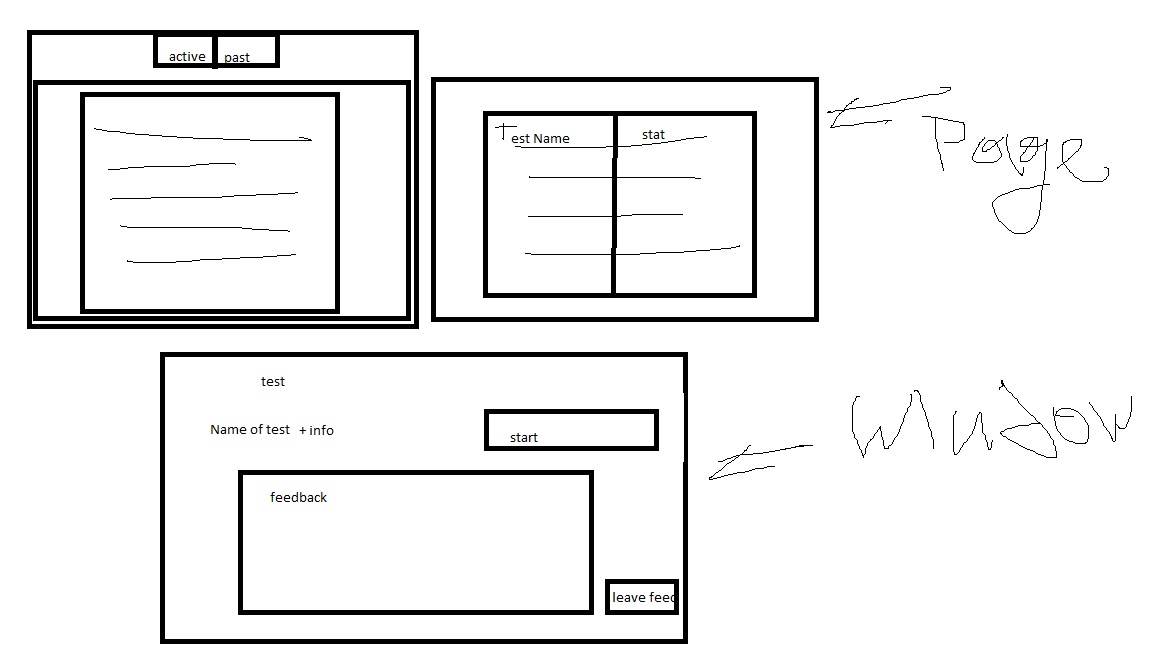 active past
Test Name stat
Page
test
Name of test + info
start
feedback
leave feed
Window